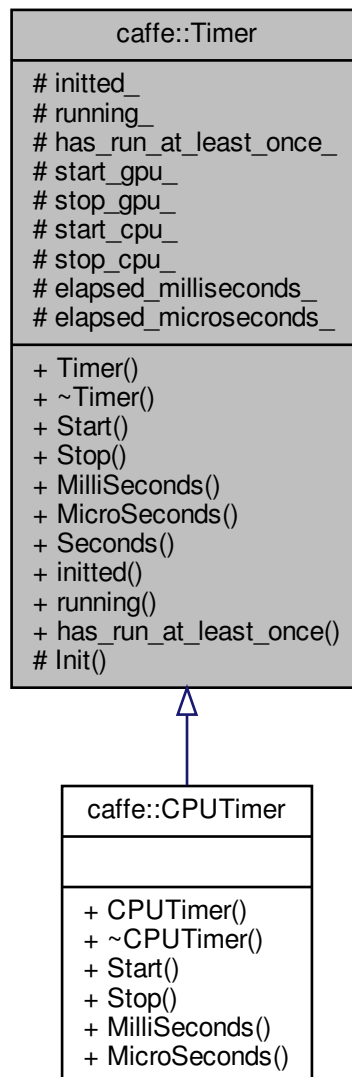 caffe::Timer
# initted_
# running_
# has_run_at_least_once_
# start_gpu_
# stop_gpu_
# start_cpu_
# stop_cpu_
# elapsed_milliseconds_
# elapsed_microseconds_
+ Timer()
+ ~Timer()
+ Start()
+ Stop()
+ MilliSeconds()
+ MicroSeconds()
+ Seconds()
+ initted()
+ running()
+ has_run_at_least_once()
# Init()
caffe::CPUTimer
+ CPUTimer()
+ ~CPUTimer()
+ Start()
+ Stop()
+ MilliSeconds()
+ MicroSeconds()